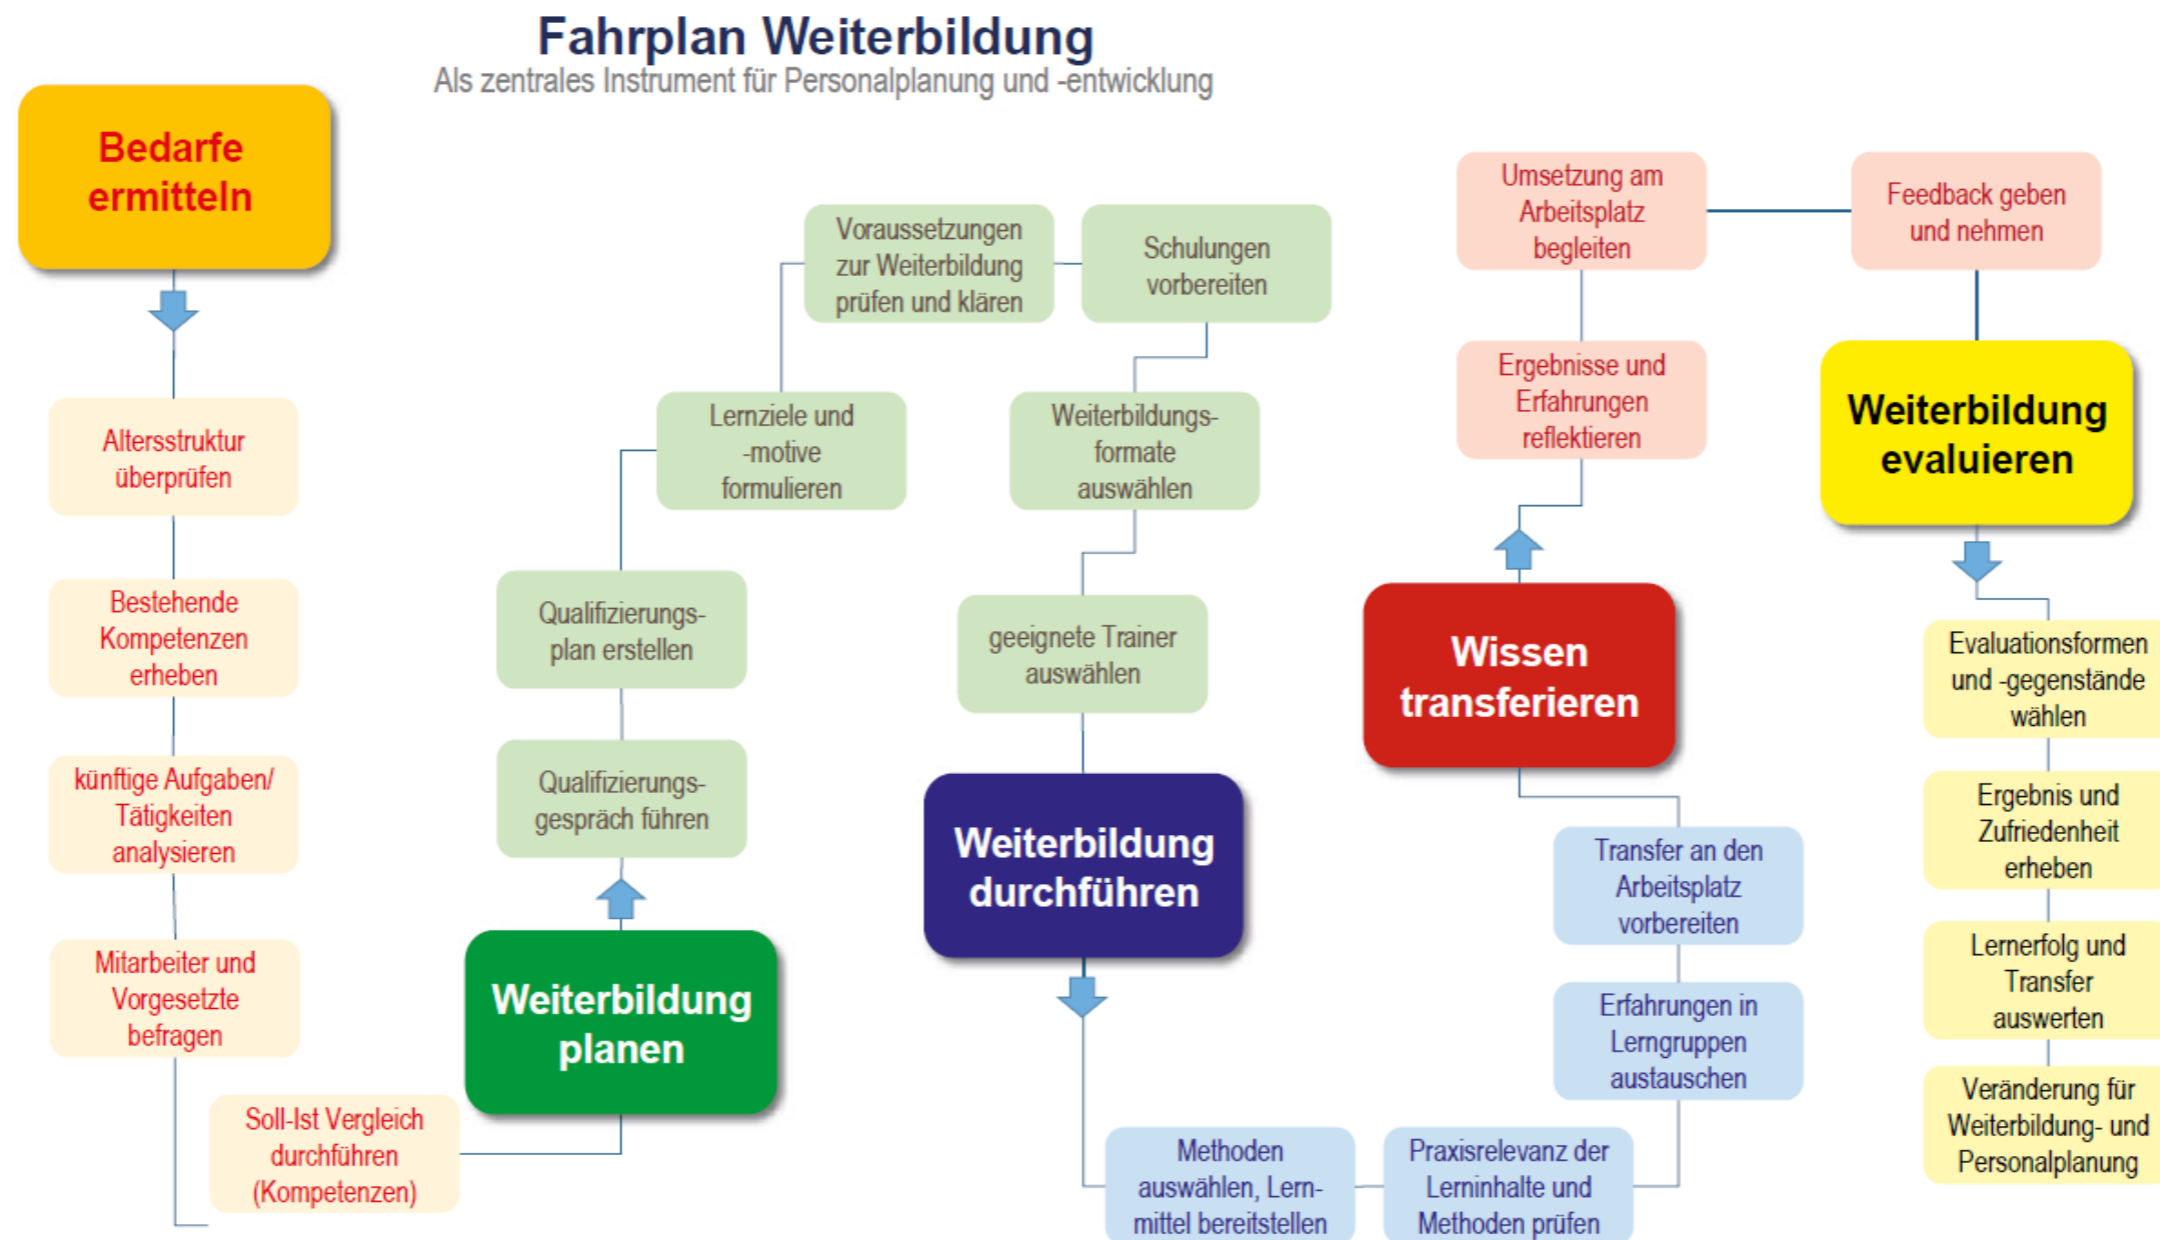 Fahrplan Weiterbildung
Als zentrales Instrument für Personalplanung und -entwicklung
Bedarfe
ermitteln
Altersstruktur
überprüfen
Bestehende
Kompetenzen
erheben
künftige Aufgaben/
Tätigkeiten
analysieren
Mitarbeiter und
Vorgesetzte
befragen
Soll-Ist Vergleich
durchführen
(Kompetenzen)
Weiterbildung
planen
Qualifizierungs-
gespräch führen
Qualifizierungs-
plan erstellen
Lernziele und
-motive
formulieren
Voraussetzungen
zur Weiterbildung
prüfen und klären
Schulungen
vorbereiten
Weiterbildungs-
formate
auswählen
geeignete Trainer
auswählen
Weiterbildung
durchführen
Methoden
auswählen, Lern-
mittel bereitstellen
Praxisrelevanz der
Lerninhalte und
Methoden prüfen
Erfahrungen in
Lerngruppen
austauschen
Transfer an den
Arbeitsplatz
vorbereiten
Wissen
transferieren
Ergebnisse und
Erfahrungen
reflektieren
Umsetzung am
Arbeitsplatz
begleiten
Feedback geben
und nehmen
Weiterbildung
evaluieren
Evaluationsformen
und -gegenstände
wählen
Ergebnis und
Zufriedenheit
erheben
Lernerfolg und
Transfer
auswerten
Veränderung für
Weiterbildung- und
Personalplanung